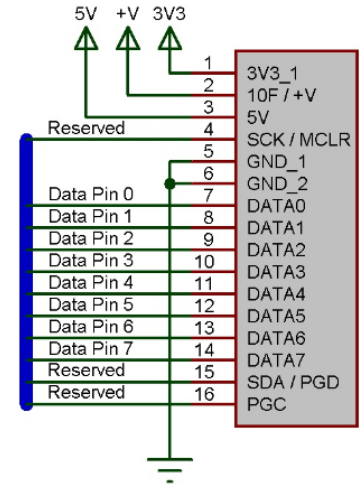 5V +V 3V3
1 3V3_1
2 10F / +V
3 5V
Reserved 4 SCK / MCLR
5 GND_1
6 GND_2
Data Pin 0 7 DATA0
Data Pin 1 8 DATA1
Data Pin 2 9 DATA2
Data Pin 3 10 DATA3
Data Pin 4 11 DATA4
Data Pin 5 12 DATA5
Data Pin 6 13 DATA6
Data Pin 7 14 DATA7
Reserved 15 SDA / PGD
Reserved 16 PGC